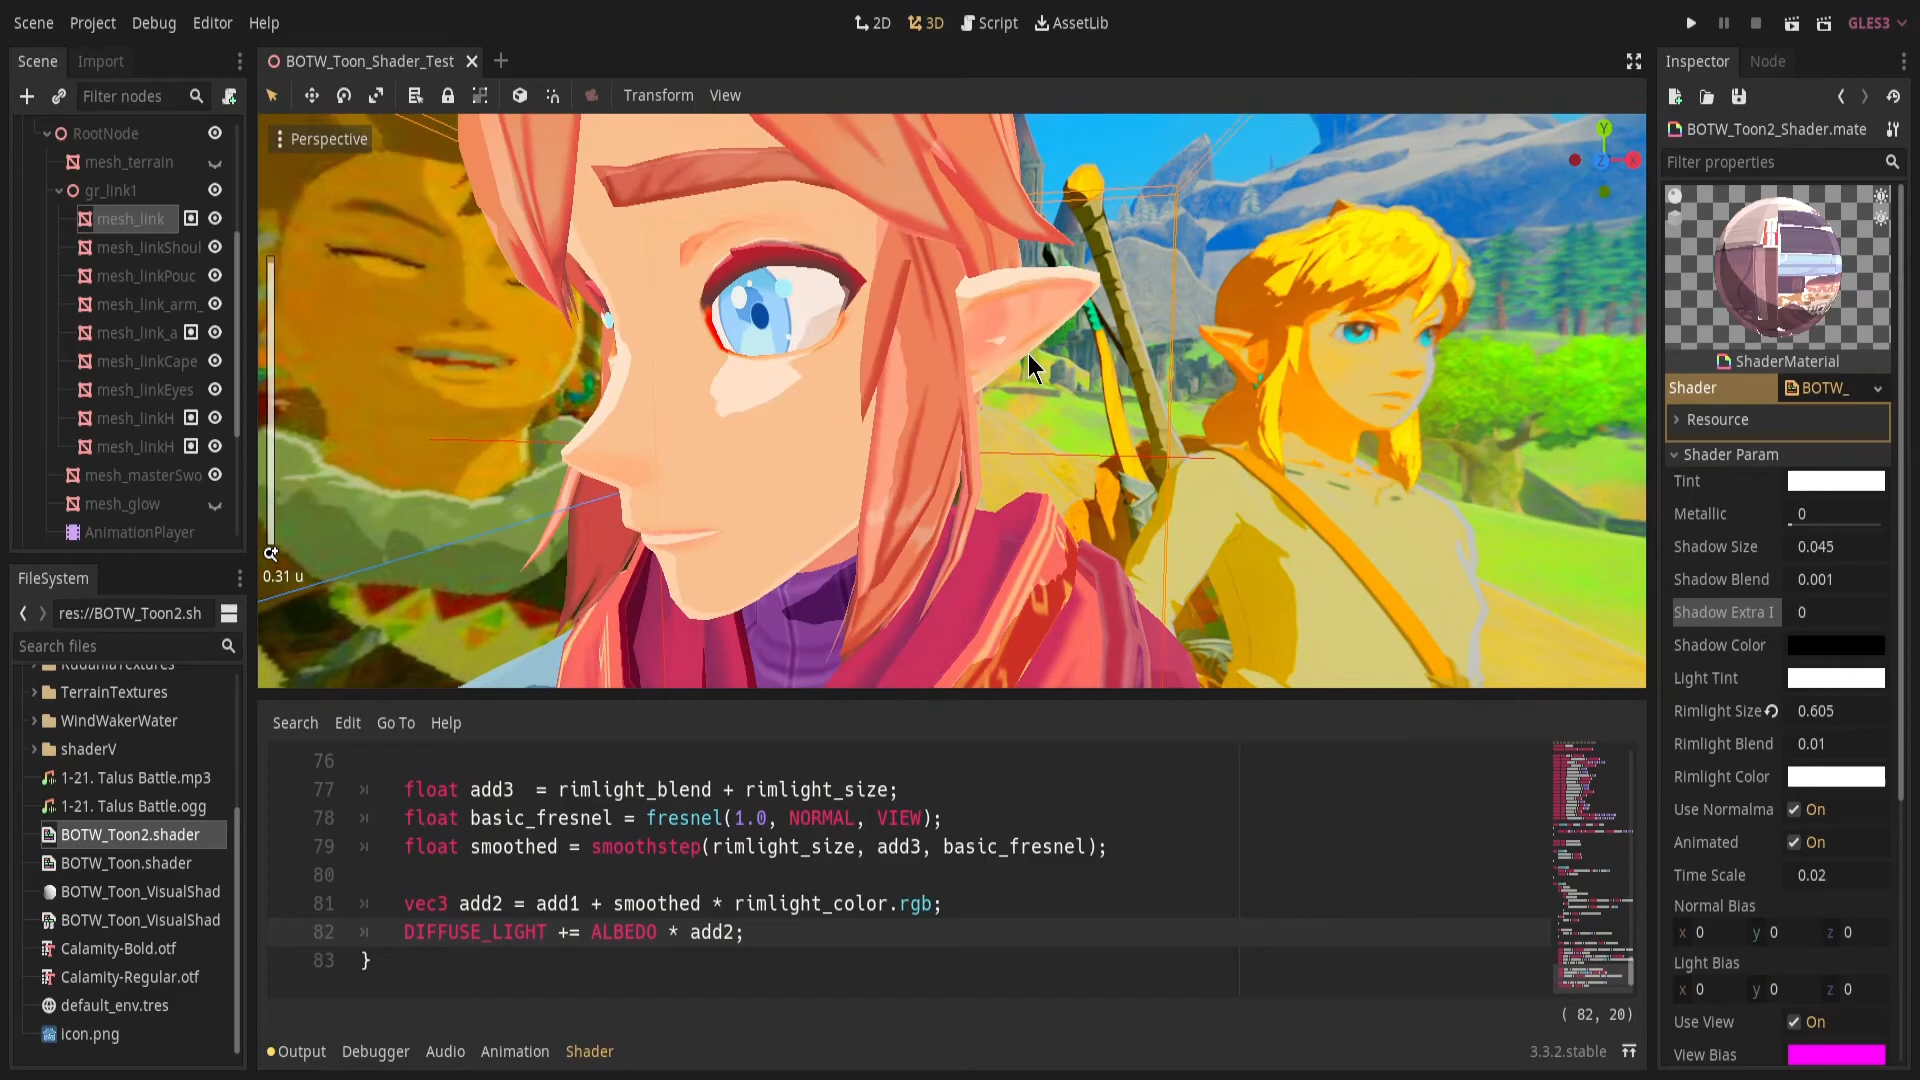 Scene Project Debug Editor Help
2D 3D Script AssetLib
GLES3
Scene Import
Filter nodes
RootNode
mesh_terrain
gr_link1
mesh_link
mesh_linkShoul
mesh_linkPouc
mesh_link_arm_
mesh_link_a
mesh_linkCape
mesh_linkEyes
mesh_linkH
mesh_linkH
mesh_masterSwo
mesh_glow
AnimationPlayer
FileSystem
res://BOTW_Toon2.sh
Search files
RudaniaTextures
TerrainTextures
WindWakerWater
shaderV
1-21. Talus Battle.mp3
1-21. Talus Battle.ogg
BOTW_Toon2.shader
BOTW_Toon.shader
BOTW_Toon_VisualShad
BOTW_Toon_VisualShad
Calamity-Bold.otf
Calamity-Regular.otf
default_env.tres
icon.png
BOTW_Toon_Shader_Test
Transform View
Perspective
Y
Z
X
0.31 u
Search Edit Go To Help
76
77 float add3  = rimlight_blend + rimlight_size;
78 float basic_fresnel = fresnel(1.0, NORMAL, VIEW);
79 float smoothed = smoothstep(rimlight_size, add3, basic_fresnel);
80
81 vec3 add2 = add1 + smoothed * rimlight_color.rgb;
82 DIFFUSE_LIGHT += ALBEDO * add2;
83 }
( 82, 20)
Output Debugger Audio Animation Shader
3.3.2.stable
Inspector Node
BOTW_Toon2_Shader.mate
Filter properties
ShaderMaterial
Shader BOTW_
Resource
Shader Param
Tint
Metallic 0
Shadow Size 0.045
Shadow Blend 0.001
Shadow Extra I 0
Shadow Color
Light Tint
Rimlight Size 0.605
Rimlight Blend 0.01
Rimlight Color
Use Normalma On
Animated On
Time Scale 0.02
Normal Bias
x 0 y 0 z 0
Light Bias
x 0 y 0 z 0
Use View On
View Bias